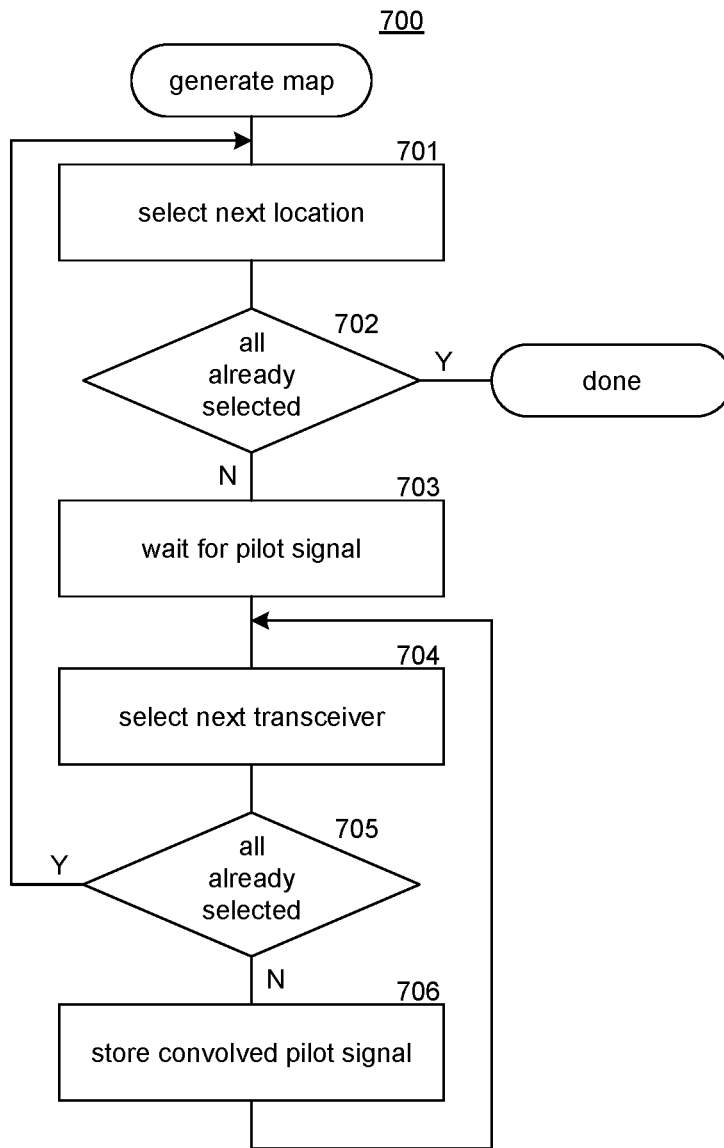 700
generate map
701
select next location
702
all
already
selected
Y
done
N
703
wait for pilot signal
704
select next transceiver
705
all
already
selected
Y
N
706
store convolved pilot signal